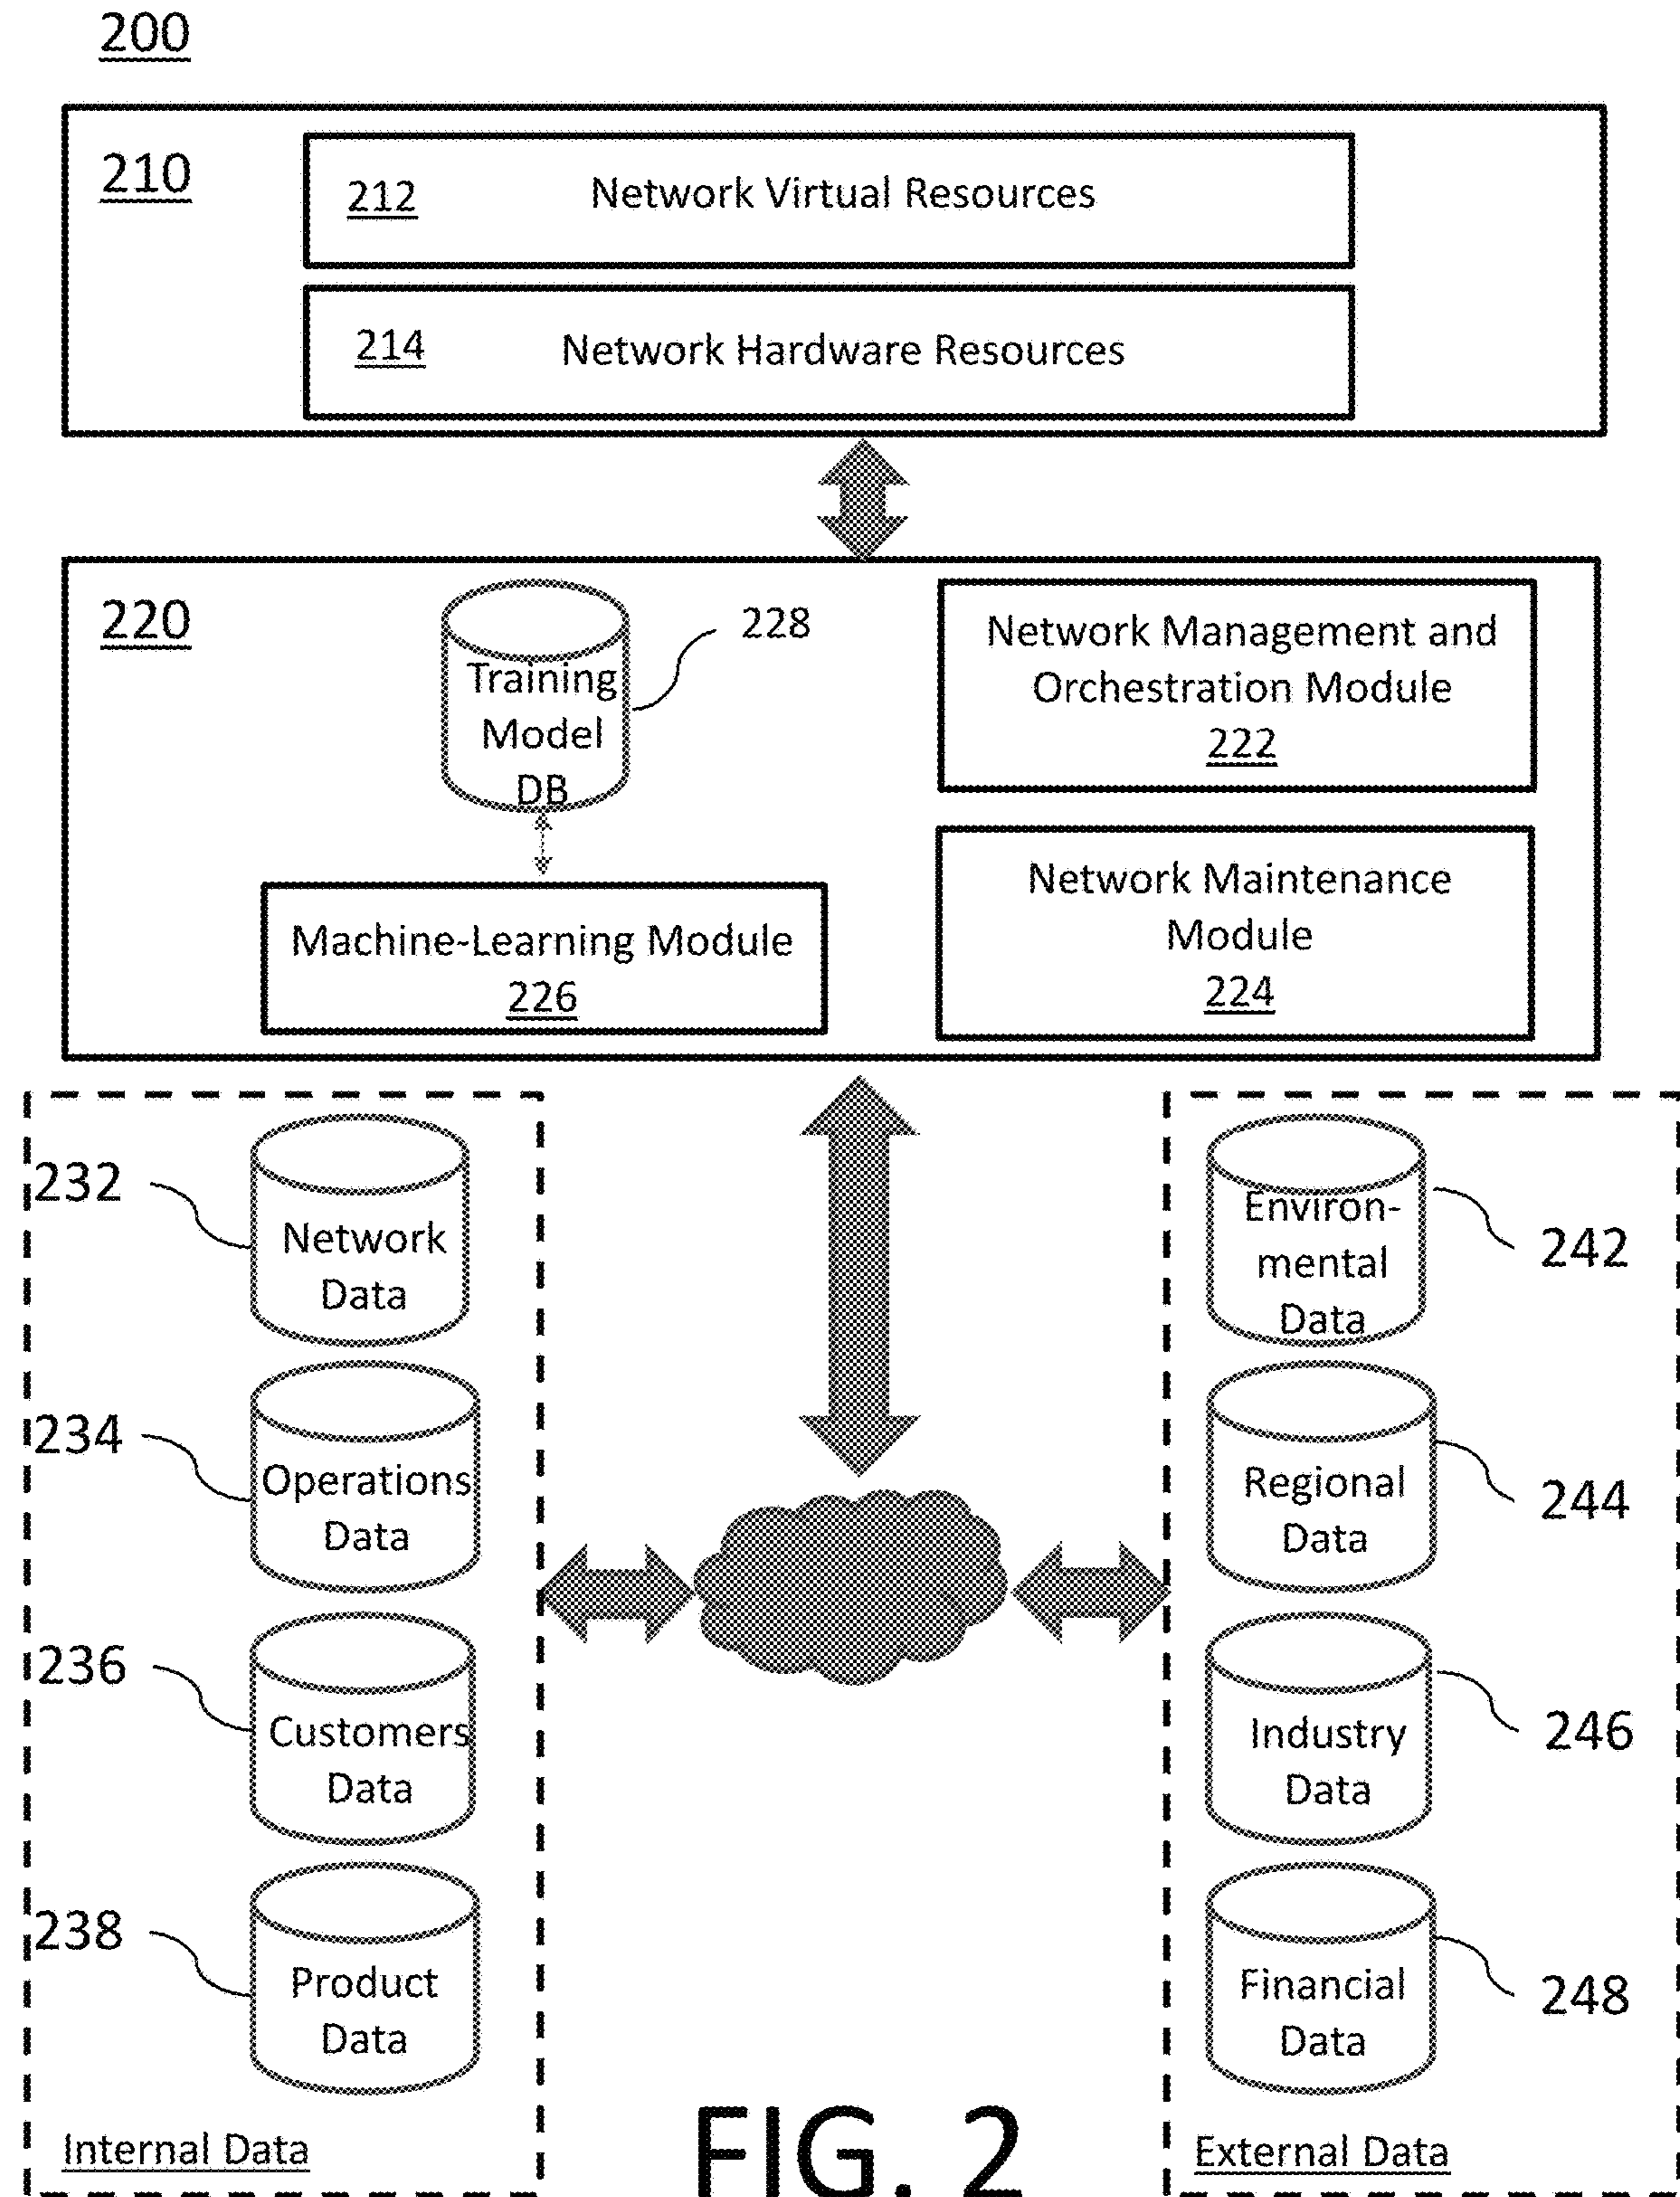 200
210
212 Network Virtual Resources
214 Network Hardware Resources
220
Training
Model
DB
228
Network Management and
Orchestration Module
222
Machine-Learning Module
226
Network Maintenance
Module
224
232
Network
Data
234
Operations
Data
236
Customers
Data
238
Product
Data
Internal Data
Environ-
mental
Data
242
Regional
Data
244
Industry
Data
246
Financial
Data
248
External Data
FIG. 2